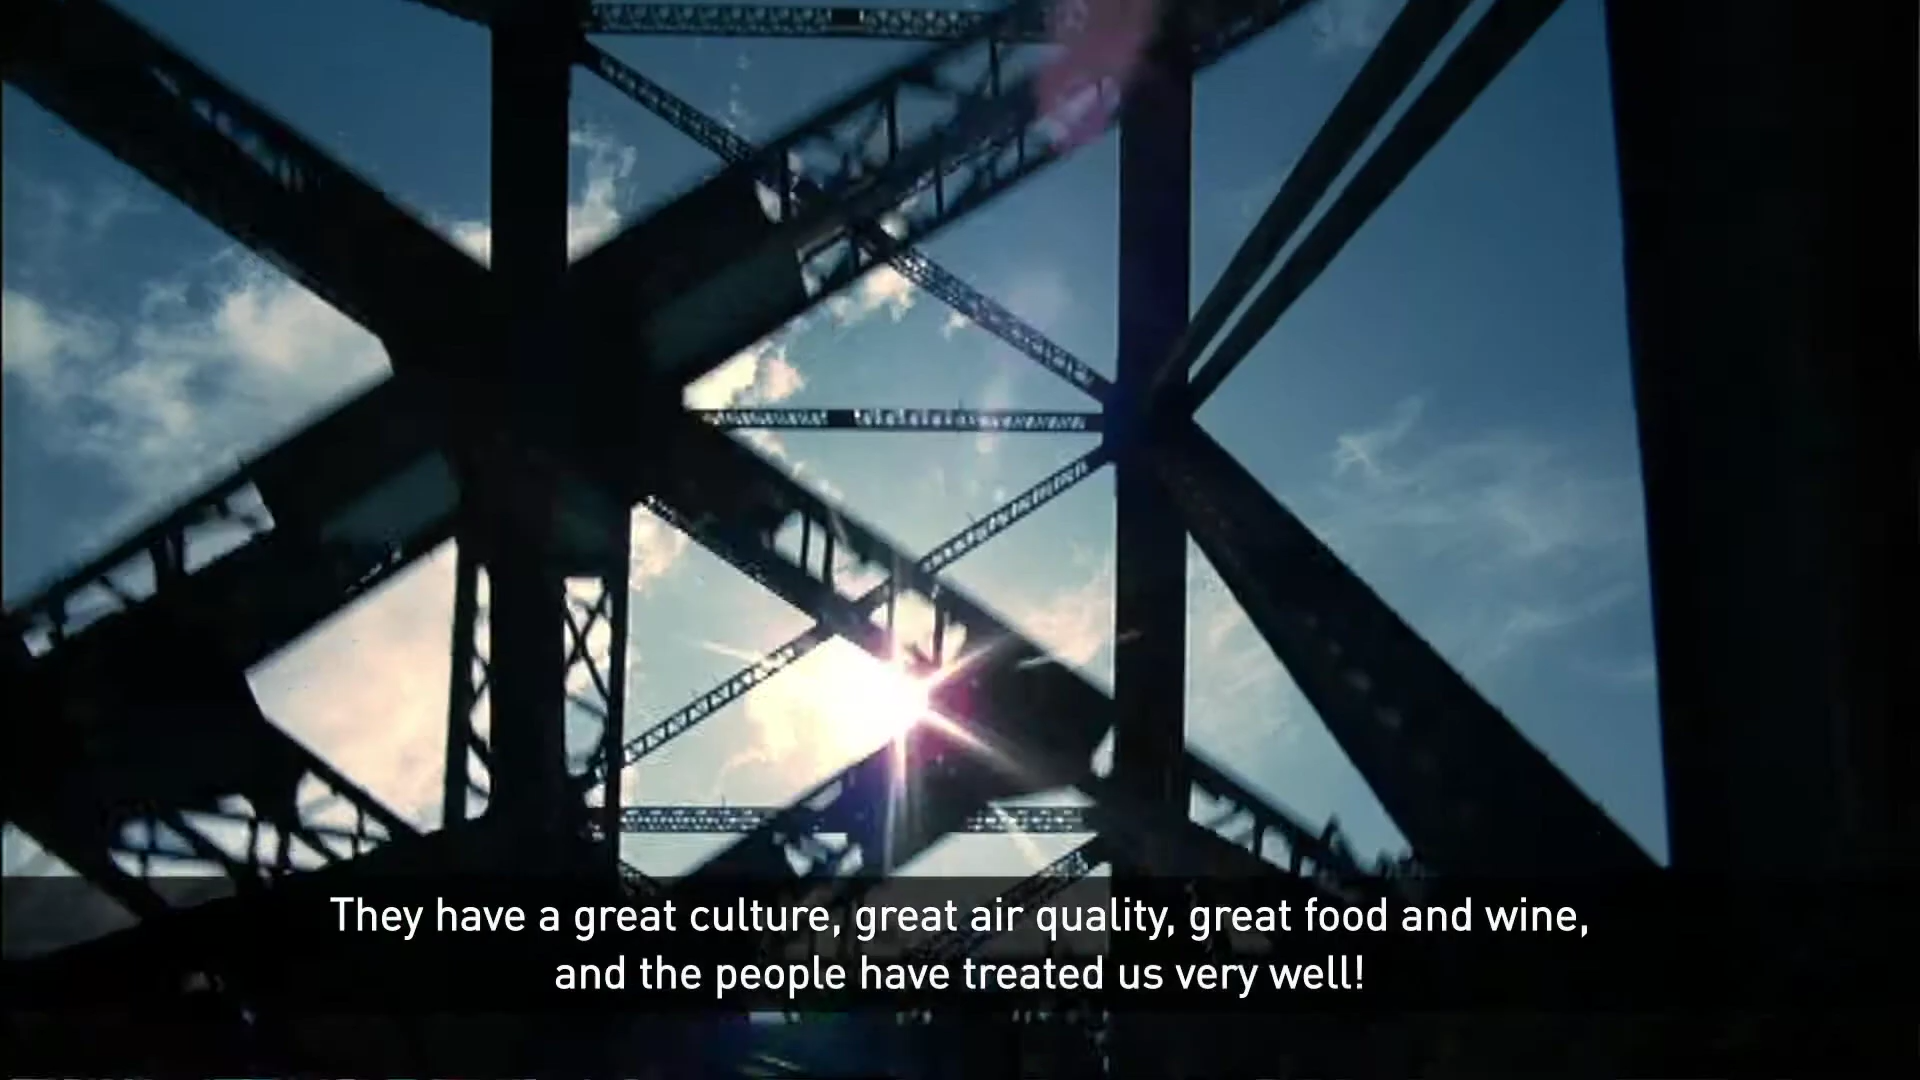 They have a great culture, great air quality, great food and wine,
and the people have treated us very well!